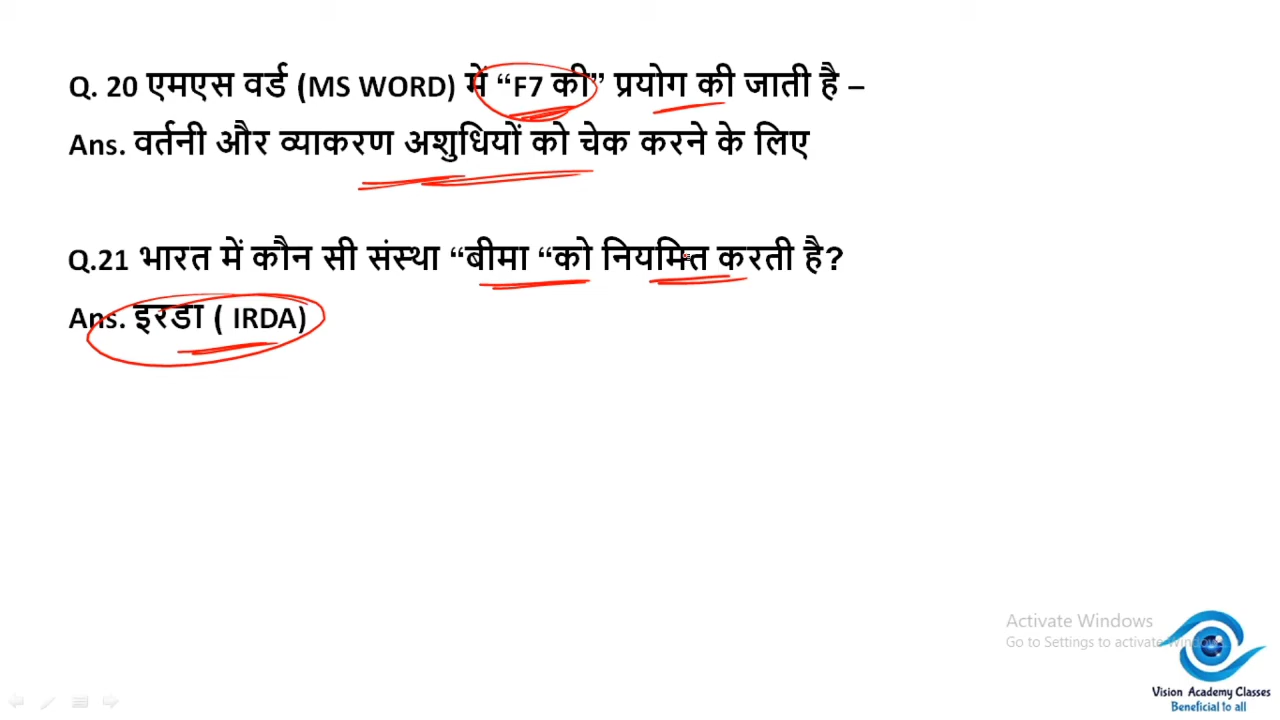 Q. 20 एमएस वर्ड (MS WORD) में “F7 की” प्रयोग की जाती है –
Ans. वर्तनी और व्याकरण अशुधियों को चेक करने के लिए
Q.21 भारत में कौन सी संस्था “बीमा “को नियमित करती है?
Ans. इरडा ( IRDA)
Activate Windows
Go to Settings to activate Windows.
Vision Academy Classes
Beneficial to all